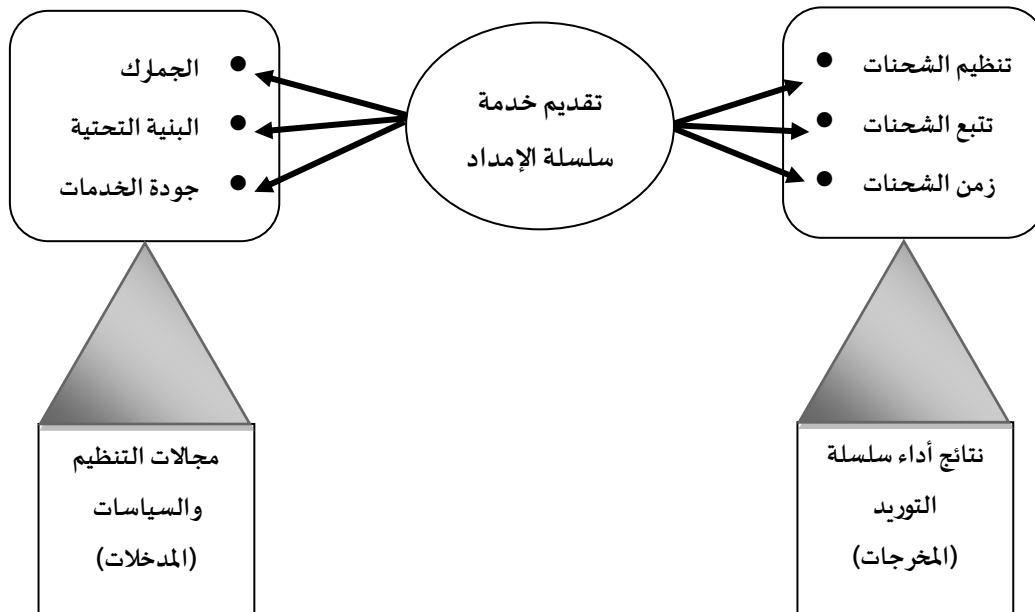 تنظيم الشحنات
تتبع الشحنات
زمن الشحنات
تقديم خدمة
سلسلة الإمداد
الجمارك
البنية التحتية
جودة الخدمات
نتائج أداء سلسلة
التوريد
(المخرجات)
مجالات التنظيم
والسياسات
(المدخلات)